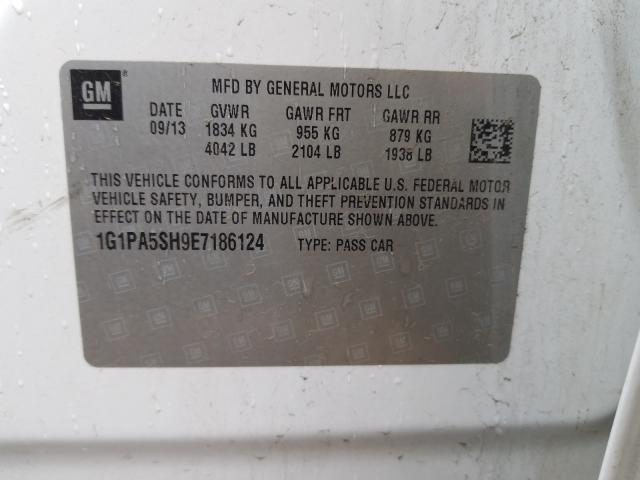 GM
MFD BY GENERAL MOTORS LLC
DATE GVWR GAWR FRT GAWR RR
09/13 1834 KG 955 KG 879 KG
4042 LB 2104 LB 1938 LB
THIS VEHICLE CONFORMS TO ALL APPLICABLE U.S. FEDERAL MOTOR
VEHICLE SAFETY, BUMPER, AND THEFT PREVENTION STANDARDS IN
EFFECT ON THE DATE OF MANUFACTURE SHOWN ABOVE.
1G1PA5SH9E7186124 TYPE: PASS CAR